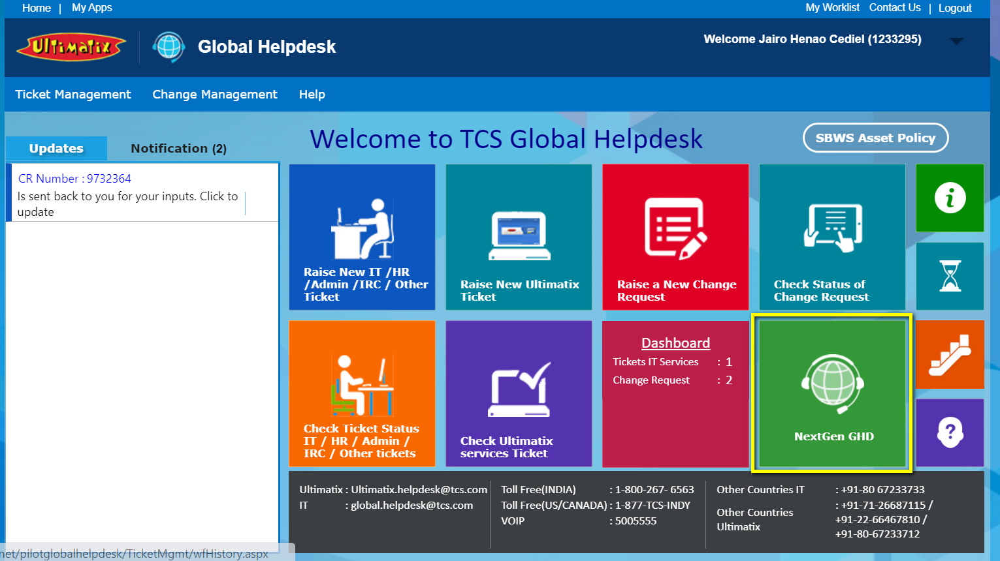 Home | My Apps
My Worklist Contact Us | Logout
Ultimatix
Global Helpdesk
Welcome Jairo Henao Cediel (1233295)
Ticket Management Change Management Help
Updates
Notification (2)
Welcome to TCS Global Helpdesk
SBWS Asset Policy
CR Number : 9732364
Is sent back to you for your inputs. Click to
update
Raise New IT /HR
/Admin /IRC / Other
Ticket
Raise New Ultimatix
Ticket
Raise a New Change
Request
Check Status of
Change Request
i
Check Ticket Status
IT / HR / Admin /
IRC / Other tickets
Check Ultimatix
services Ticket
Dashboard
Tickets IT Services : 1
Change Request : 2
NextGen GHD
?
Ultimatix : Ultimatix.helpdesk@tcs.com
IT : global.helpdesk@tcs.com
Toll Free(INDIA) : 1-800-267- 6563
Toll Free(US/CANADA) : 1-877-TCS-INDY
VOIP : 5005555
Other Countries IT : +91-80 67233733
Other Countries
Ultimatix
: +91-71-26687115 /
+91-22-66467810 /
+91-80-67233712
net/pilotglobalhelpdesk/TicketMgmt/wfHistory.aspx